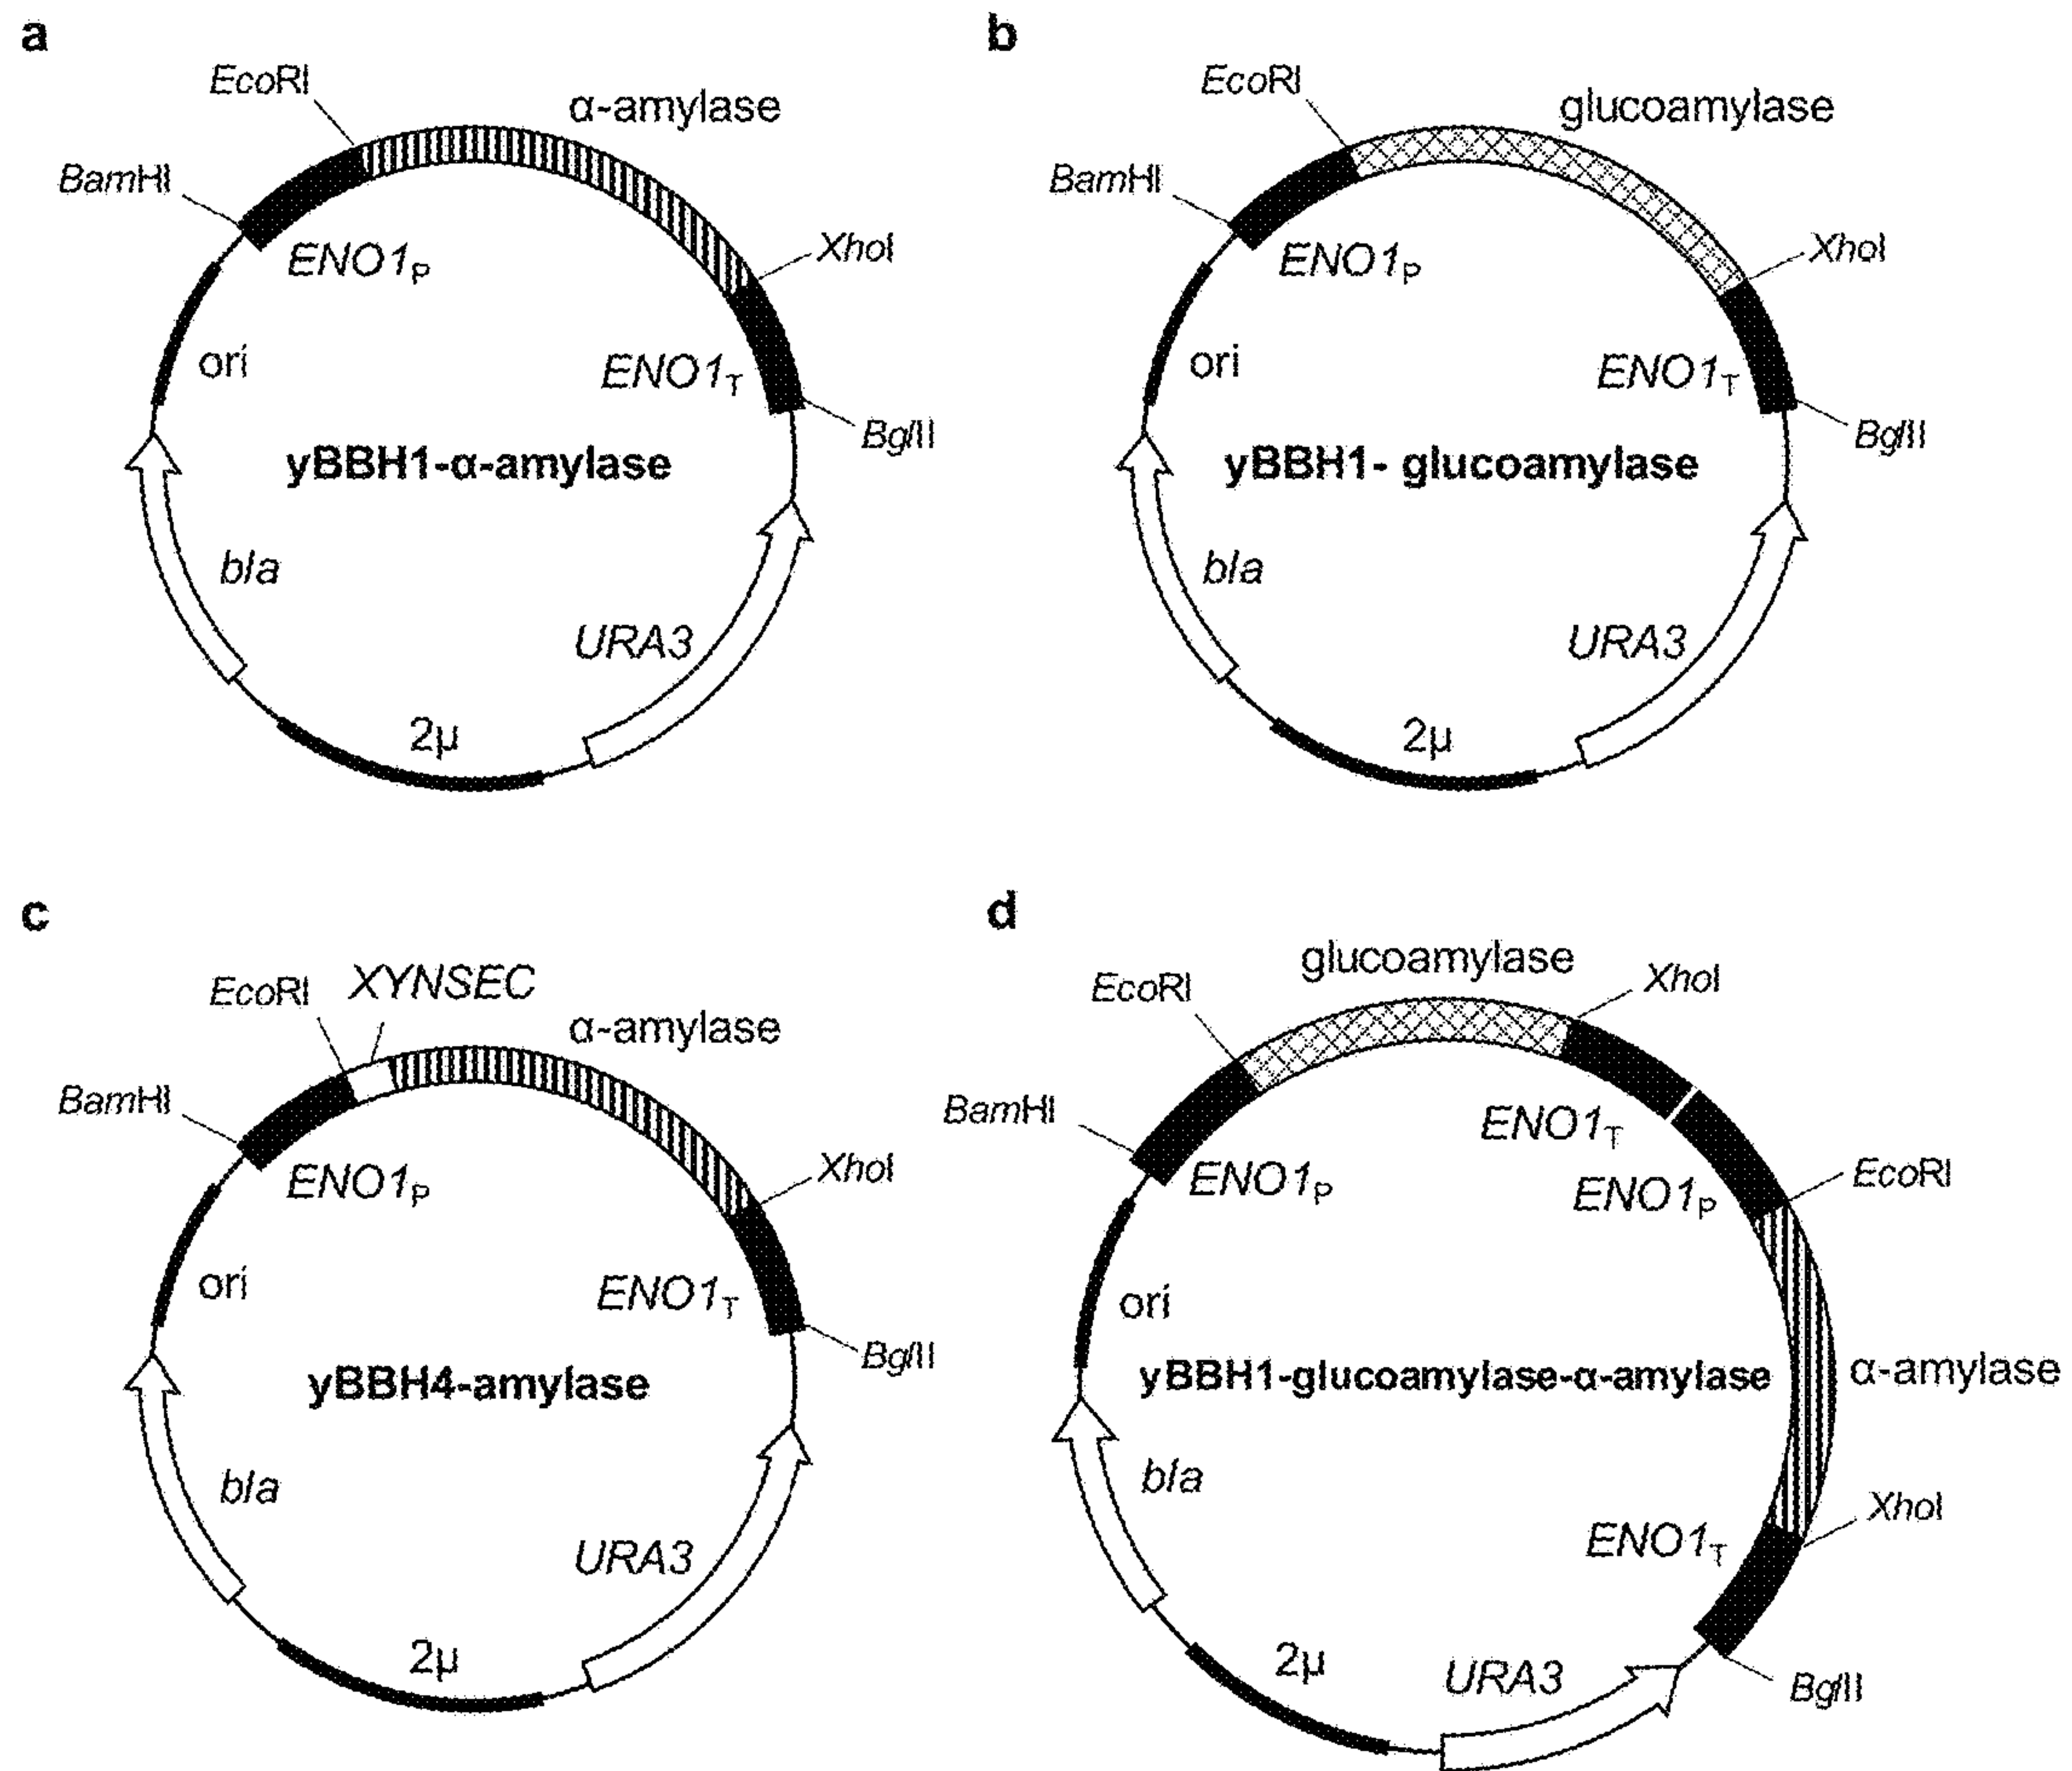 a
EcoRI
α-amylase
BamHI
XhoI
ENO1P
ori
ENO1T
BglII
yBBH1-α-amylase
bla
URA3
2μ
b
EcoRI
glucoamylase
BamHI
XhoI
ENO1P
ori
ENO1T
BglII
yBBH1- glucoamylase
bla
URA3
2μ
c
EcoRI XYNSEC
α-amylase
BamHI
XhoI
ENO1P
ori
ENO1T
BglII
yBBH4-amylase
bla
URA3
2μ
d
glucoamylase
EcoRI
XhoI
BamHI
ENO1T
ENO1P
ENO1P
EcoRI
ori
yBBH1-glucoamylase-α-amylase
α-amylase
bla
XhoI
ENO1T
2μ
URA3
BglII